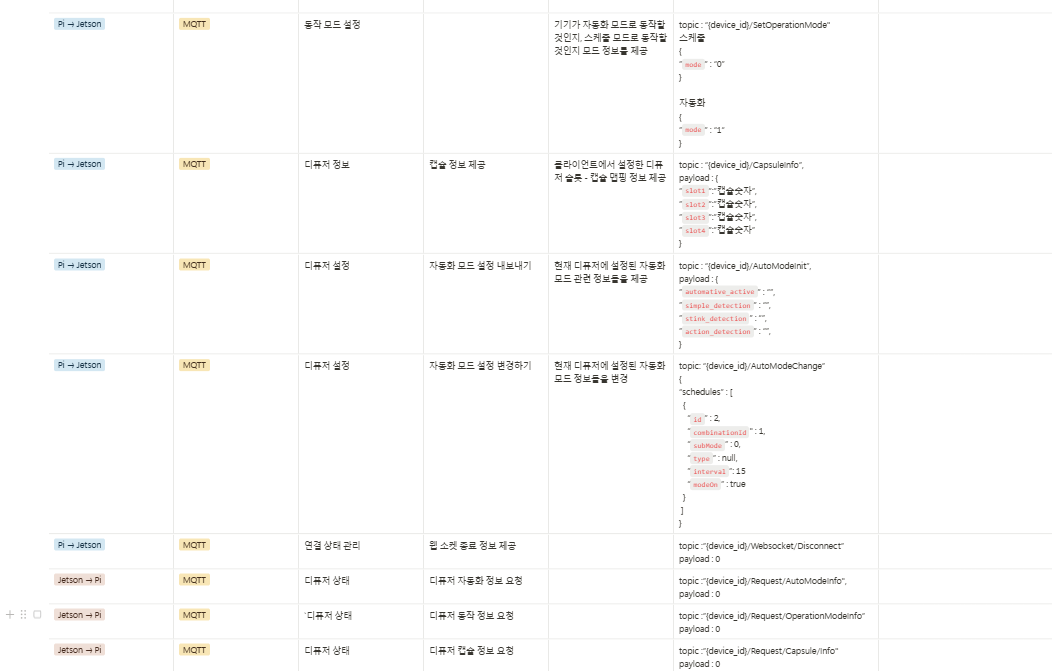 Pi → Jetson
MQTT
동작 모드 설정
기기가 자동화 모드로 동작할
것인지, 스케줄 모드로 동작할
것인지 모드 정보를 제공
topic : “{device_id}/SetOperationMode”
스케줄
{
“mode” : “0”
}
자동화
{
“mode” : “1”
}
Pi → Jetson
MQTT
디퓨저 정보
캡슐 정보 제공
클라이언트에서 설정한 디퓨
저 슬롯 - 캡슐 맵핑 정보 제공
topic : “{device_id}/CapsuleInfo”,
payload : {
“slot1”:”캡슐숫자”,
“slot2”:”캡슐숫자”,
“slot3”:”캡슐숫자”,
“slot4”:”캡슐숫자”
}
Pi → Jetson
MQTT
디퓨저 설정
자동화 모드 설정 내보내기
현재 디퓨저에 설정된 자동화
모드 관련 정보들을 제공
topic : “{device_id}/AutoModeInit”,
payload : {
“automative_active” : “”,
“simple_detection” : “”,
“stink_detection” : “”,
“action_detection” : “”,
}
Pi → Jetson
MQTT
디퓨저 설정
자동화 모드 설정 변경하기
현재 디퓨저에 설정된 자동화
모드 정보들을 변경
topic: “{device_id}/AutoModeChange”
{
“schedules” : [
{
“id” : 2,
“combinationId” : 1,
“subMode” : 0,
“type” : null,
“interval” : 15
“modeOn” : true
}
]
}
Pi → Jetson
MQTT
연결 상태 관리
웹 소켓 종료 정보 제공
topic :”{device_id}/Websocket/Disconnect”
payload : 0
Jetson → Pi
MQTT
디퓨저 상태
디퓨저 자동화 정보 요청
topic :”{device_id}/Request/AutoModeInfo”,
payload : 0
Jetson → Pi
MQTT
`디퓨저 상태
디퓨저 동작 정보 요청
topic :”{device_id}/Request/OperationModeInfo”
payload : 0
Jetson → Pi
MQTT
디퓨저 상태
디퓨저 캡슐 정보 요청
topic :”{device_id}/Request/Capsule/Info”
payload : 0